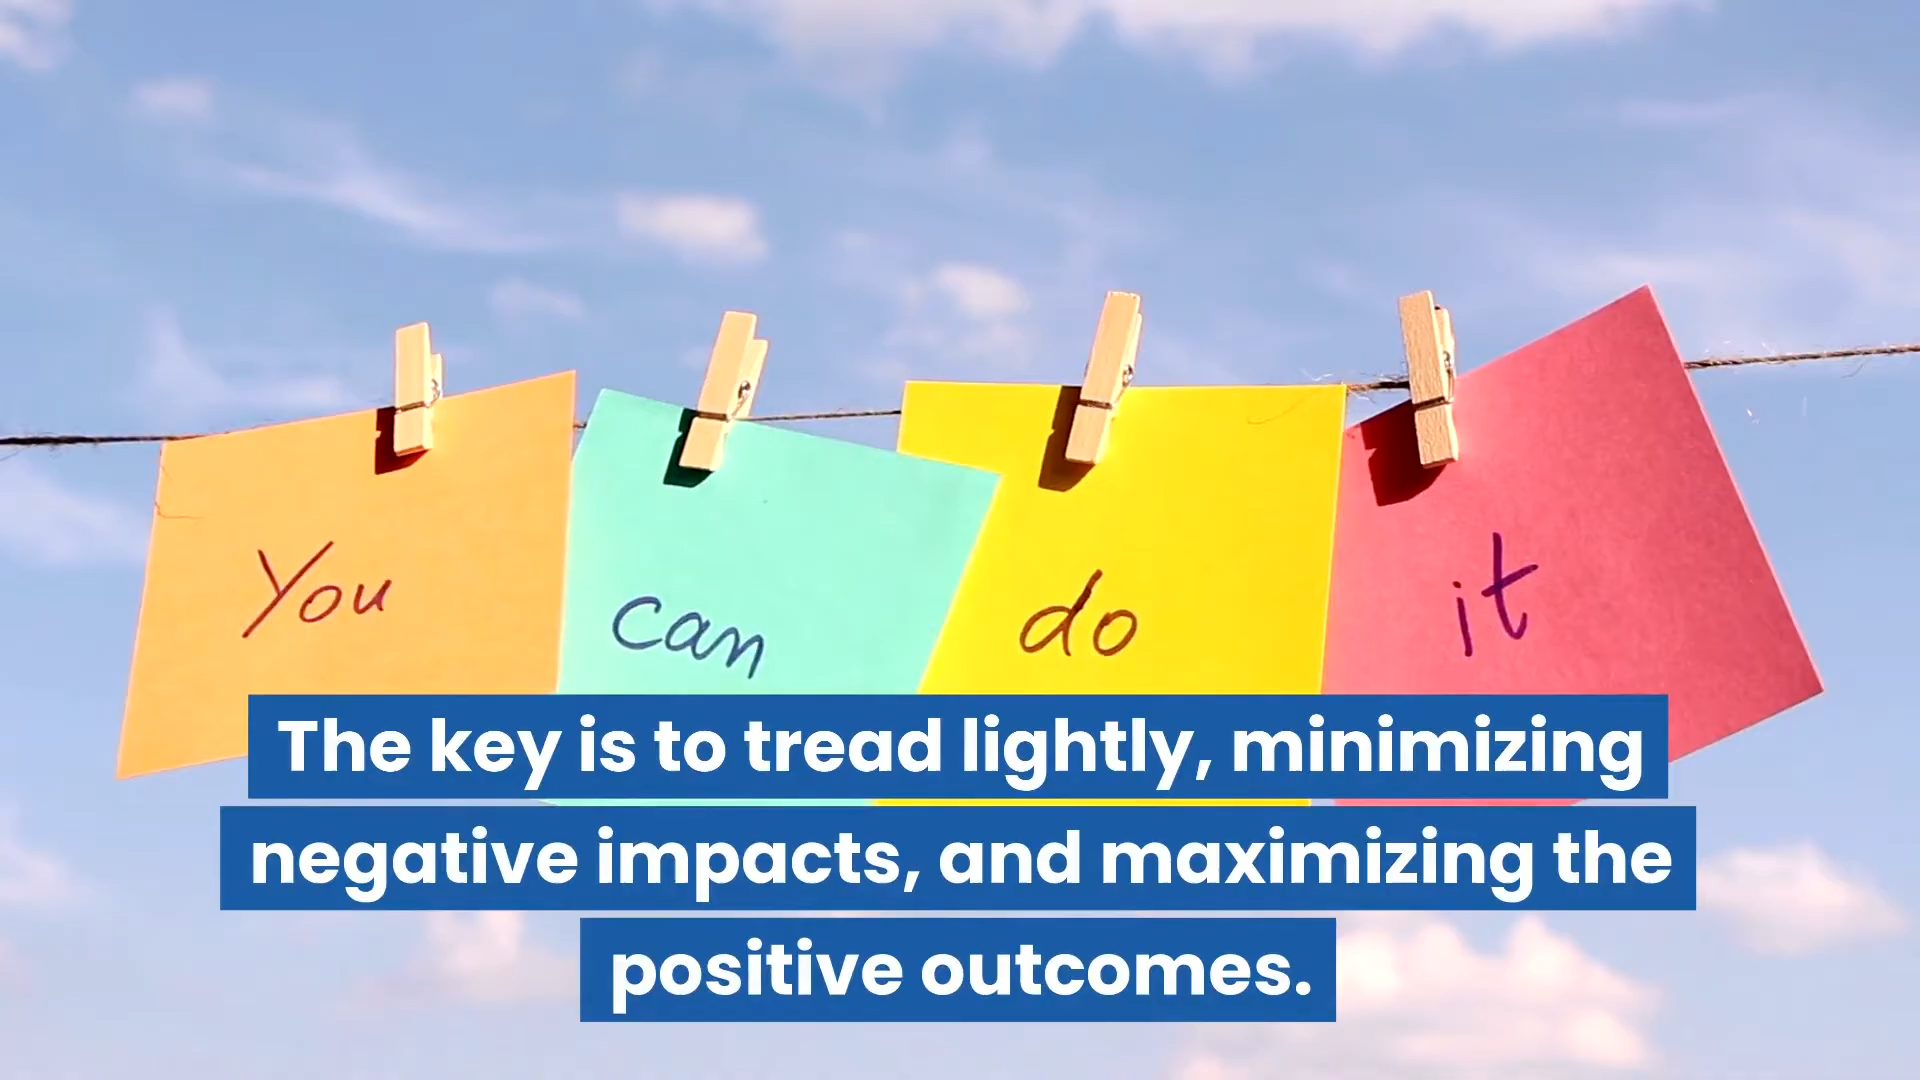 You can do it
The key is to tread lightly, minimizing
negative impacts, and maximizing the
positive outcomes.